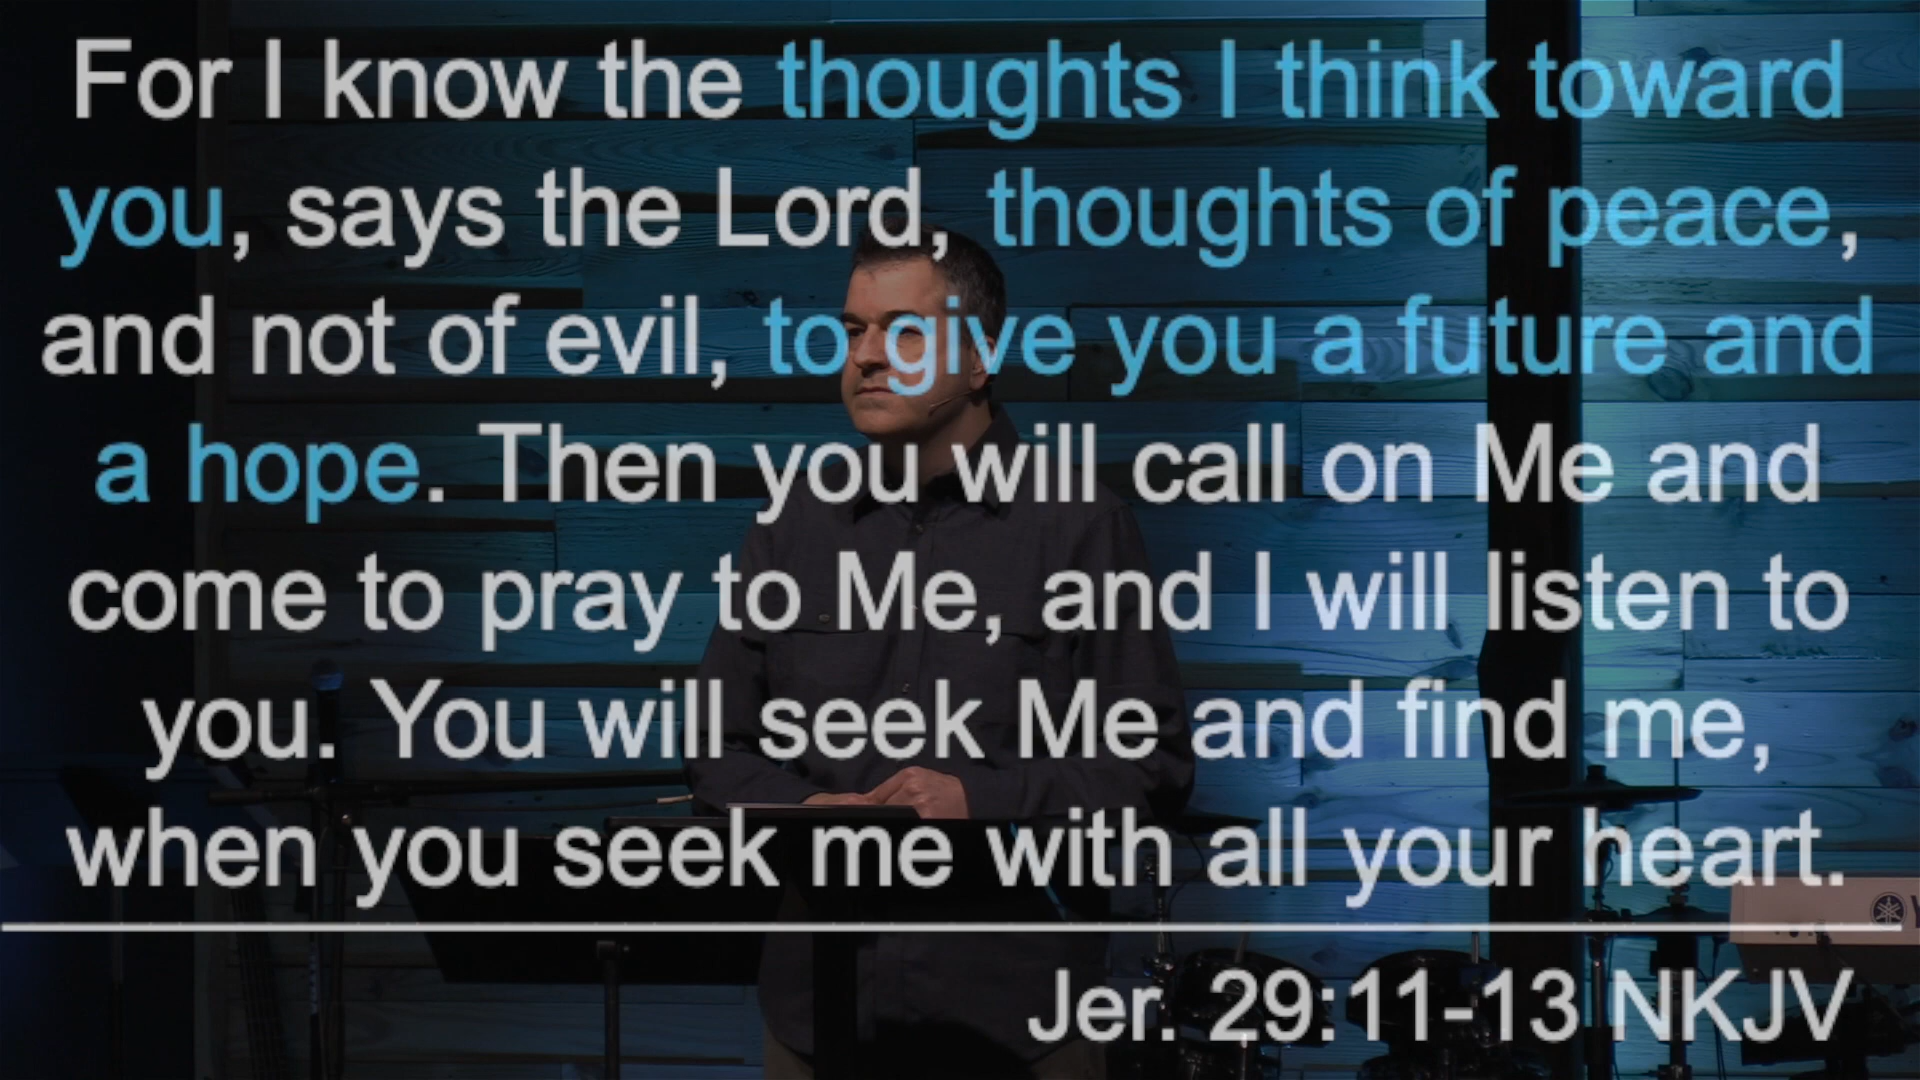 For I know the thoughts I think toward
you, says the Lord, thoughts of peace,
and not of evil, to give you a future and
a hope. Then you will call on Me and
come to pray to Me, and I will listen to
you. You will seek Me and find me,
when you seek me with all your heart.
Jer. 29:11-13 NKJV